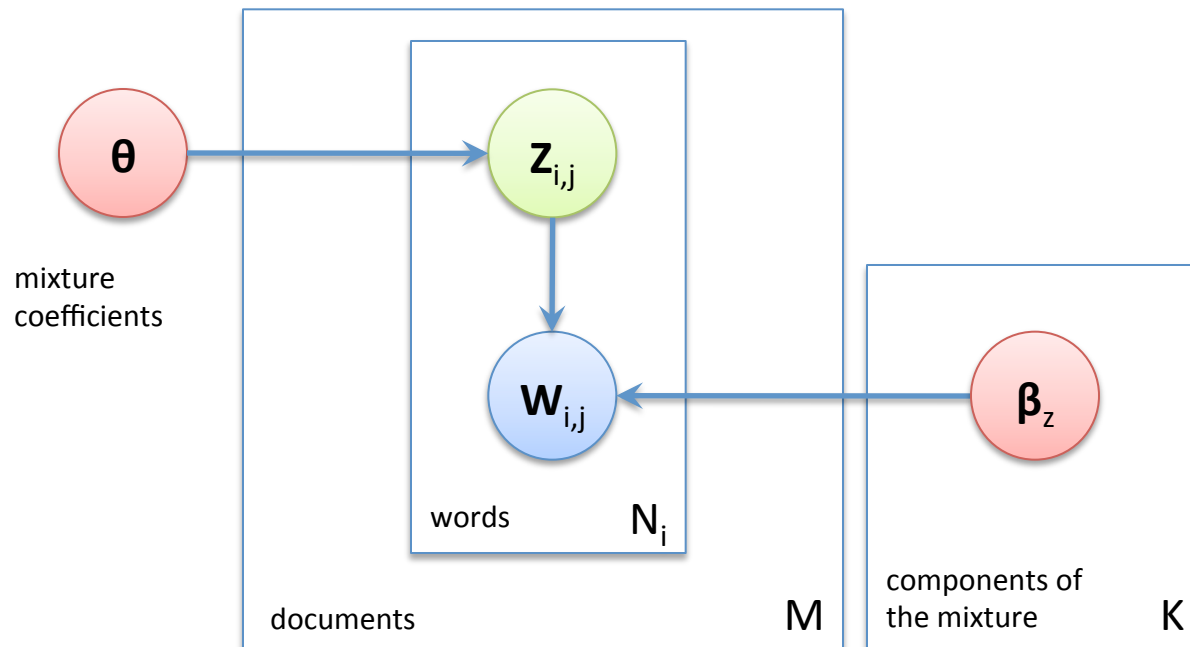 θ
Z i,j
mixture
coefficients
W i,j
β z
words
N i
documents
M
components of
the mixture
K